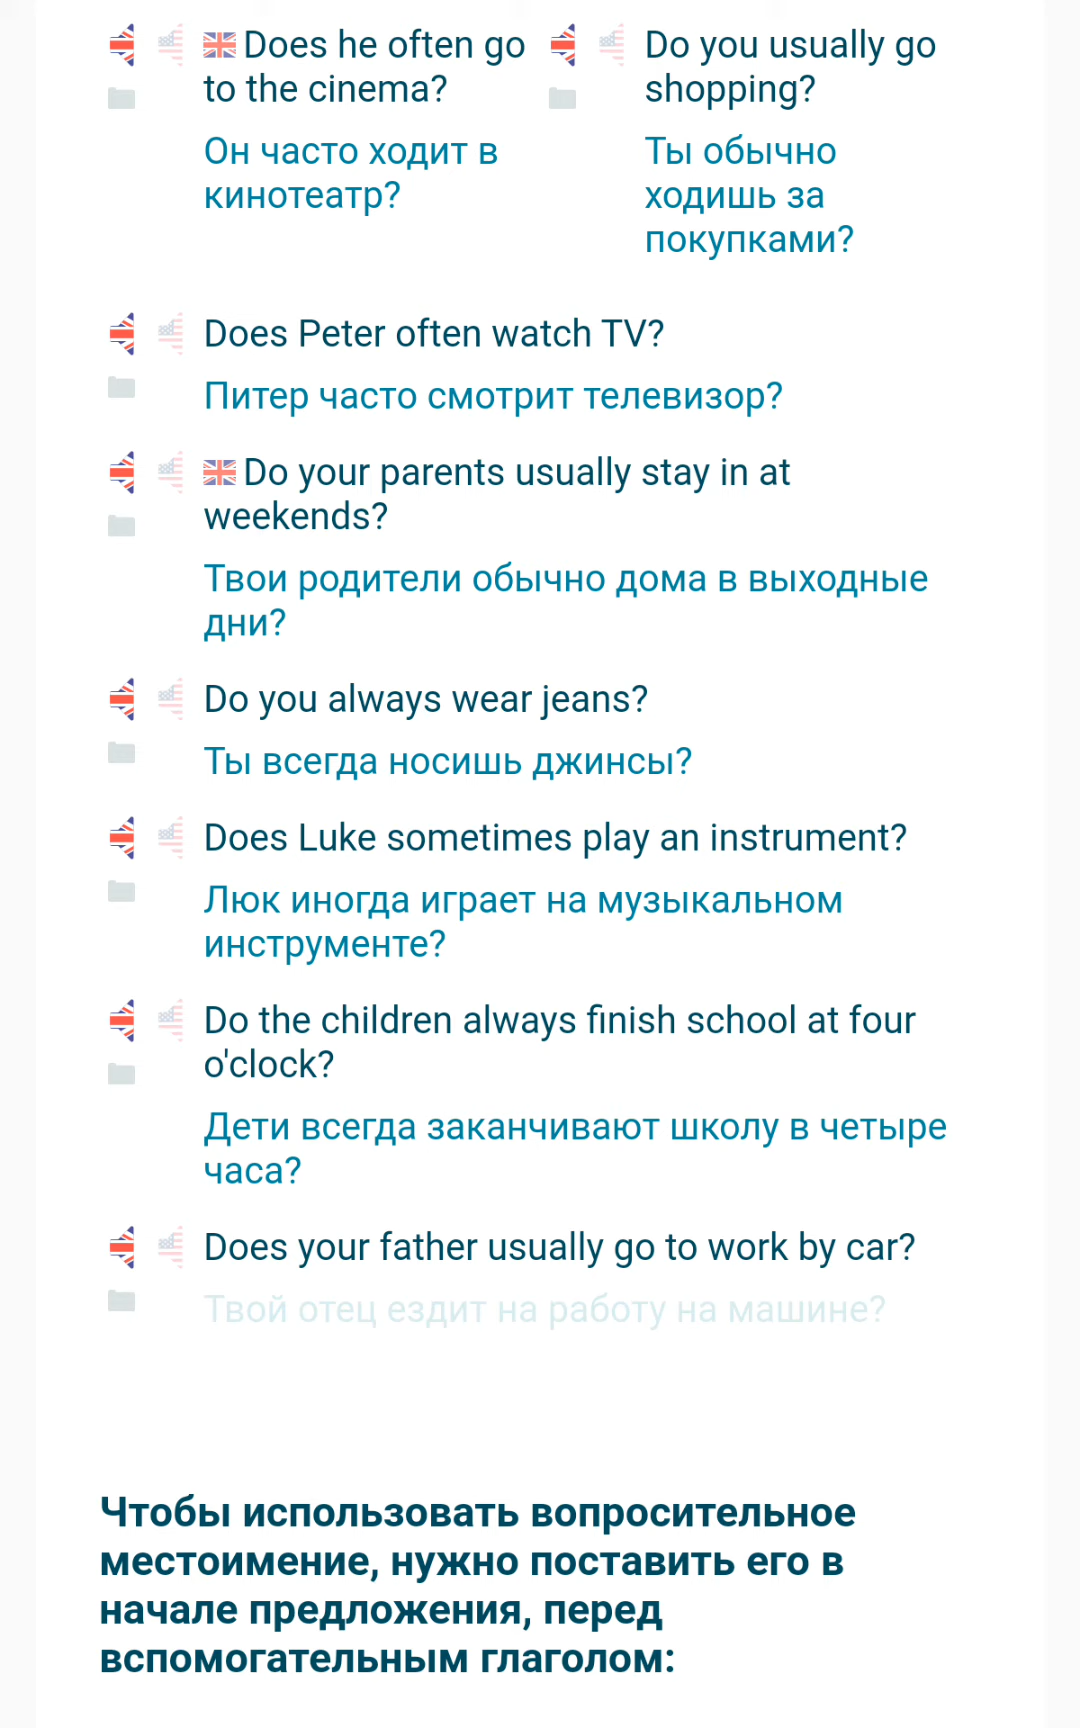 Does he often go
to the cinema?
Он часто ходит в
кинотеатр?
Do you usually go
shopping?
Ты обычно
ходишь за
покупками?
Does Peter often watch TV?
Питер часто смотрит телевизор?
Do your parents usually stay in at
weekends?
Твои родители обычно дома в выходные
дни?
Do you always wear jeans?
Ты всегда носишь джинсы?
Does Luke sometimes play an instrument?
Люк иногда играет на музыкальном
инструменте?
Do the children always finish school at four
o'clock?
Дети всегда заканчивают школу в четыре
часа?
Does your father usually go to work by car?
Твой отец ездит на работу на машине?
Чтобы использовать вопросительное
местоимение, нужно поставить его в
начале предложения, перед
вспомогательным глаголом: